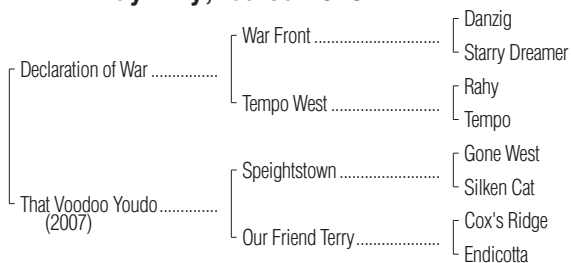 Declaration of War ...............
War Front ...........................
Danzig
Starry Dreamer
Tempo West ........................
Rahy
Tempo
That Voodoo Youdo .............
(2007)
Speightstown ......................
Gone West
Silken Cat
Our Friend Terry ..................
Cox's Ridge
Endicotta